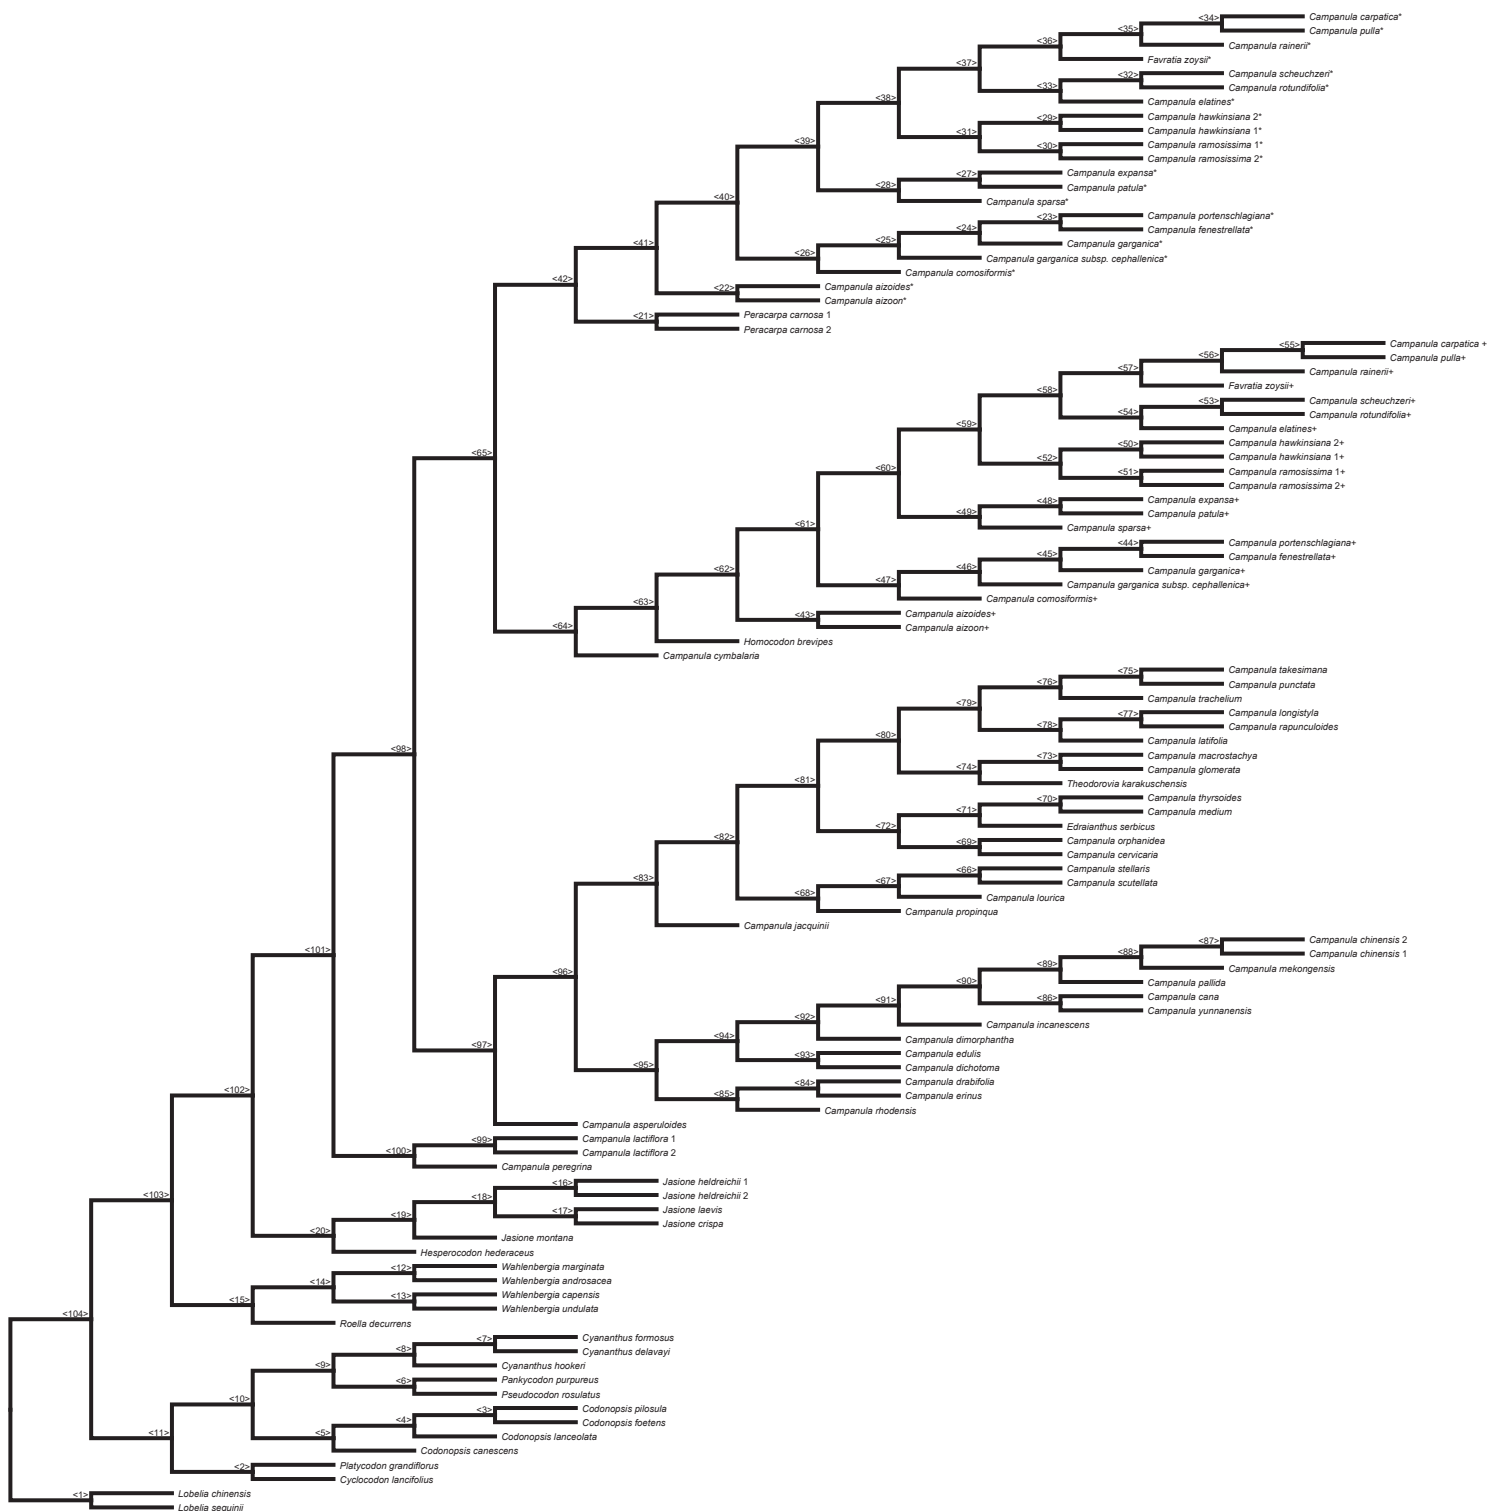 <34> Campanula carpatica*
<35> Campanula pulla*
<36> Campanula rainerii*
Favratia zoysii*
<37> <32> Campanula scheuchzeri*
<33> Campanula rotundifolia*
<38> Campanula elatines*
<29> Campanula hawkinsiana 2*
<31> Campanula hawkinsiana 1*
<39> <30> Campanula ramosissima 1*
Campanula ramosissima 2*
<27> Campanula expansa*
<28> Campanula patula*
<40> Campanula sparsa*
<23> Campanula portenschlagiana*
<24> Campanula fenestrellata*
<41> <25> Campanula garganica*
<26> Campanula garganica subsp. cephallenica*
Campanula comosiformis*
<42> <22> Campanula aizoides*
Campanula aizoon*
<21> Peracarpa carnosa 1
Peracarpa carnosa 2
<55> Campanula carpatica +
<56> Campanula pulla+
<57> Campanula rainerii+
Favratia zoysii+
<58> <53> Campanula scheuchzeri+
<54> Campanula rotundifolia+
<59> Campanula elatines+
<50> Campanula hawkinsiana 2+
<65> <52> Campanula hawkinsiana 1+
<60> <51> Campanula ramosissima 1+
Campanula ramosissima 2+
<48> Campanula expansa+
<49> Campanula patula+
<61> Campanula sparsa+
<44> Campanula portenschlagiana+
<45> Campanula fenestrellata+
<62> <46> Campanula garganica+
<47> Campanula garganica subsp. cephallenica+
<63> Campanula comosiformis+
<43> Campanula aizoides+
<64> Campanula aizoon+
Homocodon brevipes
Campanula cymbalaria
<75> Campanula takesimana
<76> Campanula punctata
<79> Campanula trachelium
<77> Campanula longistyla
<78> Campanula rapunculoides
<80> Campanula latifolia
<98> <73> Campanula macrostachya
<74> Campanula glomerata
<81> Theodorovia karakuschensis
<70> Campanula thyrsoides
<71> Campanula medium
<72> Edraianthus serbicus
<82> <69> Campanula orphanidea
Campanula cervicaria
<66> Campanula stellaris
<83> <67> Campanula scutellata
<68> Campanula lourica
Campanula propinqua
Campanula jacquinii
<87> Campanula chinensis 2
<101> <88> Campanula chinensis 1
<96> <89> Campanula mekongensis
<90> Campanula pallida
<91> <86> Campanula cana
Campanula yunnanensis
<92> Campanula incanescens
<94> Campanula dimorphantha
<97> <93> Campanula edulis
<95> Campanula dichotoma
<84> Campanula drabifolia
<102> <85> Campanula erinus
Campanula rhodensis
Campanula asperuloides
<99> Campanula lactiflora 1
<100> Campanula lactiflora 2
Campanula peregrina
<16> Jasione heldreichii 1
<103> <18> Jasione heldreichii 2
<19> <17> Jasione laevis
<20> Jasione crispa
Jasione montana
Hesperocodon hederaceus
<12> Wahlenbergia marginata
<14> Wahlenbergia androsacea
<15> <13> Wahlenbergia capensis
<104> Wahlenbergia undulata
Roella decurrens
<7> Cyananthus formosus
<8> Cyananthus delavayi
<9> Cyananthus hookeri
<6> Pankycodon purpureus
<10> Pseudocodon rosulatus
<3> Codonopsis pilosula
<4> Codonopsis foetens
<11> <5> Codonopsis lanceolata
Codonopsis canescens
<2> Platycodon grandiflorus
Cyclocodon lancifolius
<1> Lobelia chinensis
Lobelia seguinii